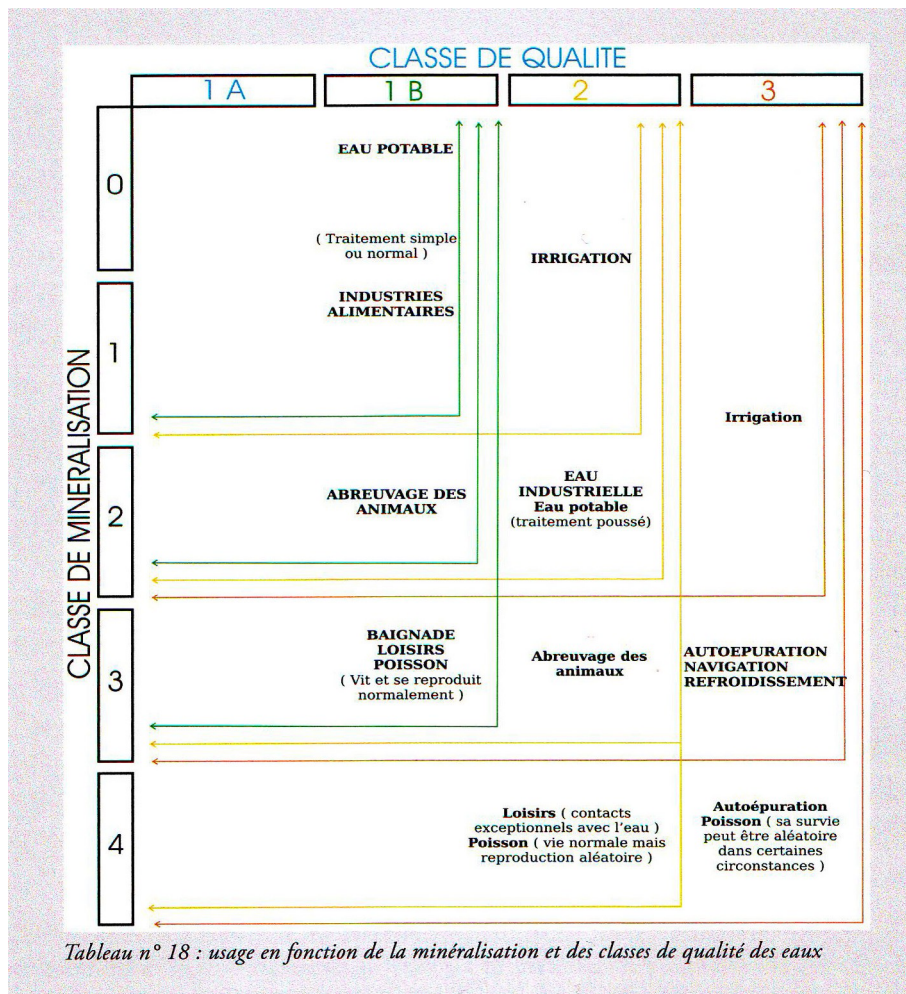 CLASSE DE QUALITE
1 A
1 B
2
3
CLASSE DE MINERALISATION
0
EAU POTABLE
( Traitement simple
ou normal )
IRRIGATION
1
INDUSTRIES
ALIMENTAIRES
Irrigation
2
ABREUVAGE DES
ANIMAUX
EAU
INDUSTRIELLE
Eau potable
(traitement poussé)
3
BAIGNADE
LOISIRS
POISSON
( Vit et se reproduit
normalement )
Abreuvage des
animaux
AUTOEPURATION
NAVIGATION
REFROIDISSEMENT
4
Loisirs ( contacts
exceptionnels avec l'eau )
Poisson ( vie normale mais
reproduction aléatoire )
Autoépuration
Poisson ( sa survie
peut être aléatoire
dans certaines
circonstances )
Tableau n° 18 : usage en fonction de la minéralisation et des classes de qualité des eaux